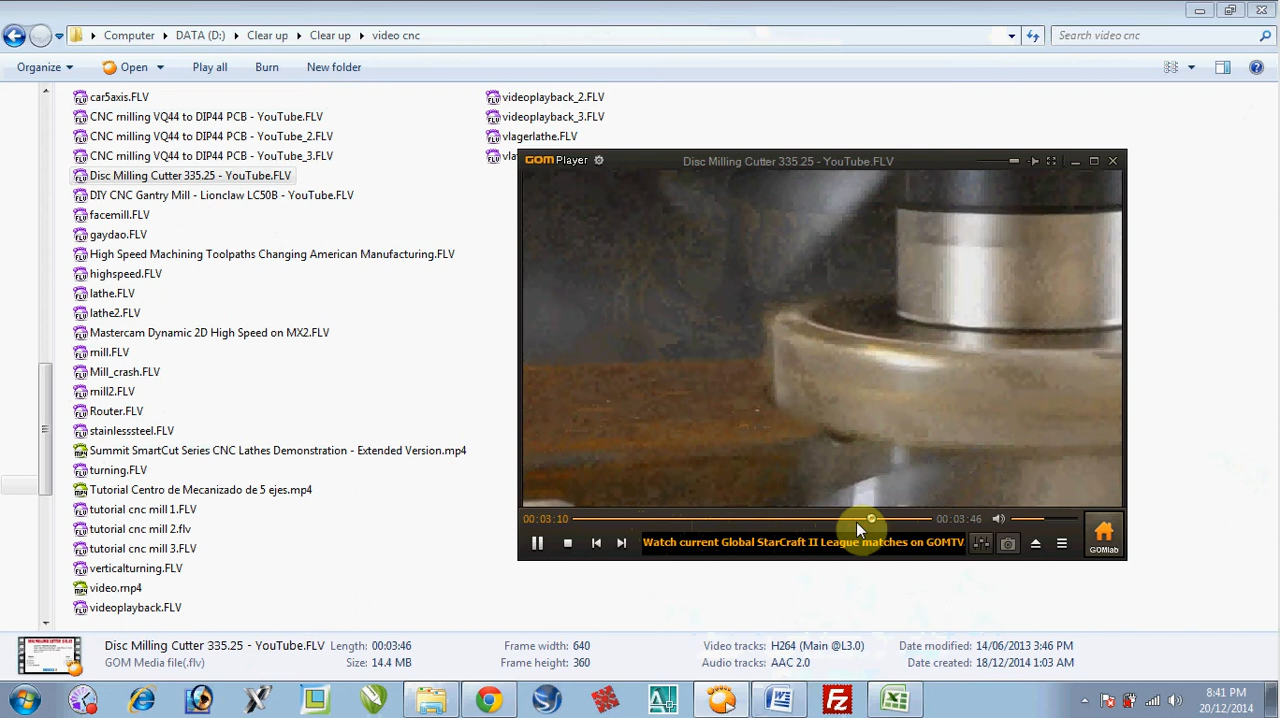 Computer
DATA (D:)
Clear up
Clear up
video cnc
Search video cnc
Organize
Open
Play all
Burn
New folder
car5axis.FLV
CNC milling VQ44 to DIP44 PCB - YouTube.FLV
CNC milling VQ44 to DIP44 PCB - YouTube_2.FLV
CNC milling VQ44 to DIP44 PCB - YouTube_3.FLV
Disc Milling Cutter 335.25 - YouTube.FLV
DIY CNC Gantry Mill - Lionclaw LC50B - YouTube.FLV
facemill.FLV
gaydao.FLV
High Speed Machining Toolpaths Changing American Manufacturing.FLV
highspeed.FLV
lathe.FLV
lathe2.FLV
Mastercam Dynamic 2D High Speed on MX2.FLV
mill.FLV
Mill_crash.FLV
mill2.FLV
Router.FLV
stainlesssteel.FLV
Summit SmartCut Series CNC Lathes Demonstration - Extended Version.mp4
turning.FLV
Tutorial Centro de Mecanizado de 5 ejes.mp4
tutorial cnc mill 1.FLV
tutorial cnc mill 2.flv
tutorial cnc mill 3.FLV
verticalturning.FLV
video.mp4
videoplayback.FLV
videoplayback_2.FLV
videoplayback_3.FLV
vlagerlathe.FLV
GOMPlayer
Disc Milling Cutter 335.25 - YouTube.FLV
00:03:10
00:03:46
Watch current Global StarCraft II League matches on GOMTV
GOMlab
Disc Milling Cutter 335.25 - YouTube.FLV
GOM Media file(.flv)
Length: 00:03:46
Size: 14.4 MB
Frame width: 640
Frame height: 360
Video tracks: H264 (Main @L3.0)
Audio tracks: AAC 2.0
Date modified: 14/06/2013 3:46 PM
Date created: 18/12/2014 1:03 AM
8:41 PM
20/12/2014